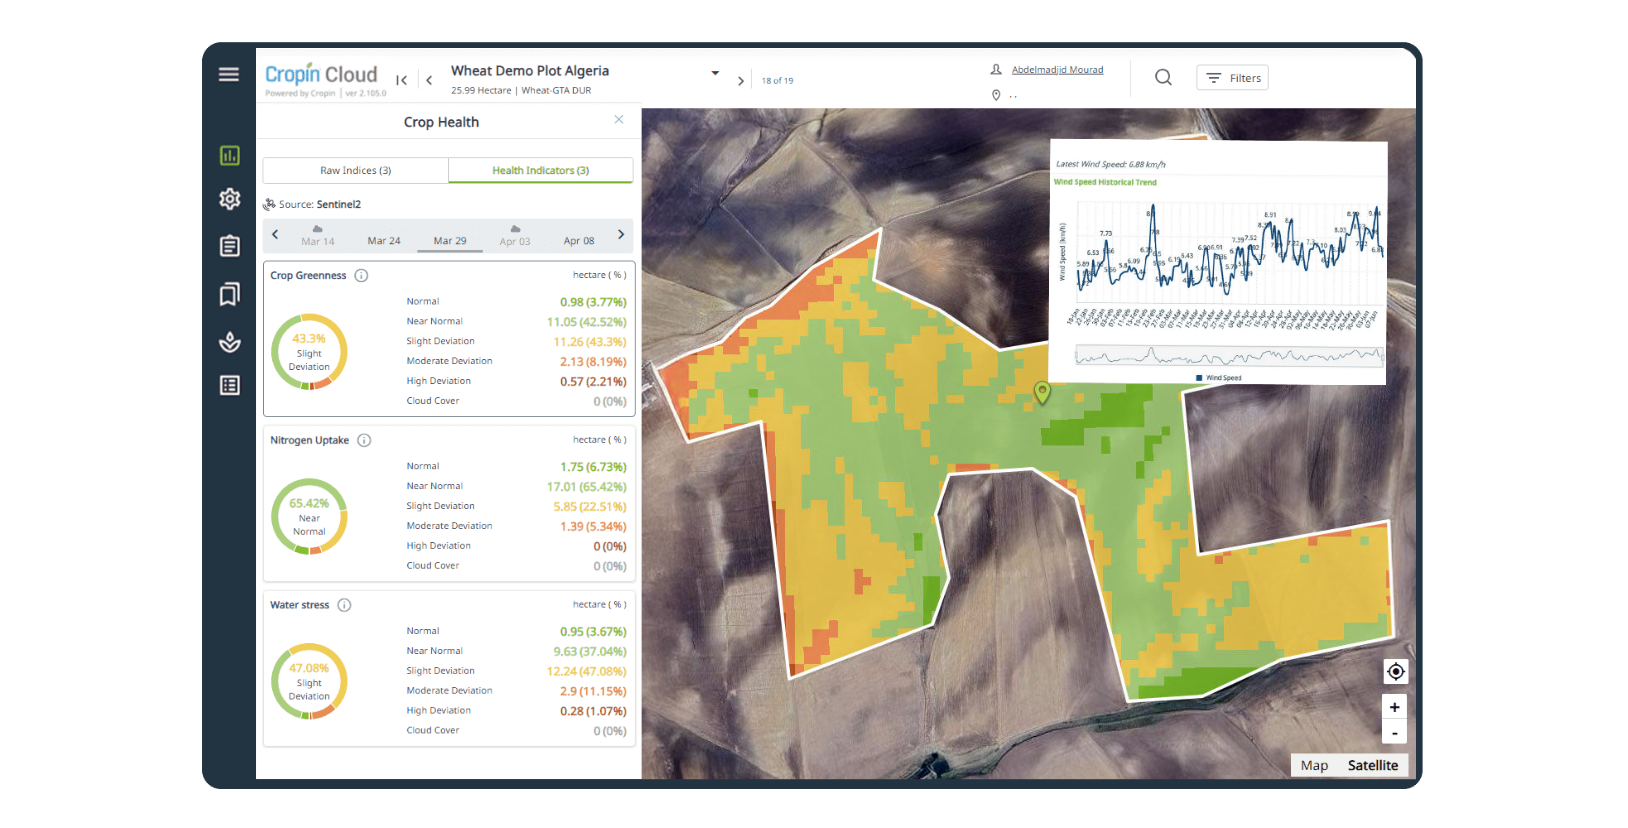 Cropin Cloud
Powered by Cropin | ver 2.105.0
Wheat Demo Plot Algeria
25.99 Hectare | Wheat-GTA DUR
18 of 19
Abdelmadjid Mourad
Filters
Crop Health
Raw Indices (3)
Health Indicators (3)
Source: Sentinel2
Mar 14
Mar 24
Mar 29
Apr 03
Apr 08
Crop Greenness
hectare ( % )
43.3%
Slight
Deviation
Normal 0.98 (3.77%)
Near Normal 11.05 (42.52%)
Slight Deviation 11.26 (43.3%)
Moderate Deviation 2.13 (8.19%)
High Deviation 0.57 (2.21%)
Cloud Cover 0 (0%)
Nitrogen Uptake
hectare ( % )
65.42%
Near
Normal
Normal 1.75 (6.73%)
Near Normal 17.01 (65.42%)
Slight Deviation 5.85 (22.51%)
Moderate Deviation 1.39 (5.34%)
High Deviation 0 (0%)
Cloud Cover 0 (0%)
Water stress
hectare ( % )
47.08%
Slight
Deviation
Normal 0.95 (3.67%)
Near Normal 9.63 (37.04%)
Slight Deviation 12.24 (47.08%)
Moderate Deviation 2.9 (11.15%)
High Deviation 0.28 (1.07%)
Cloud Cover 0 (0%)
Latest Wind Speed: 6.88 km/h
Wind Speed Historical Trend
Wind Speed (km/h)
7.73
6.53
5.89
6.09
5.43
8.91
8.03
Wind Speed
+
-
Map
Satellite